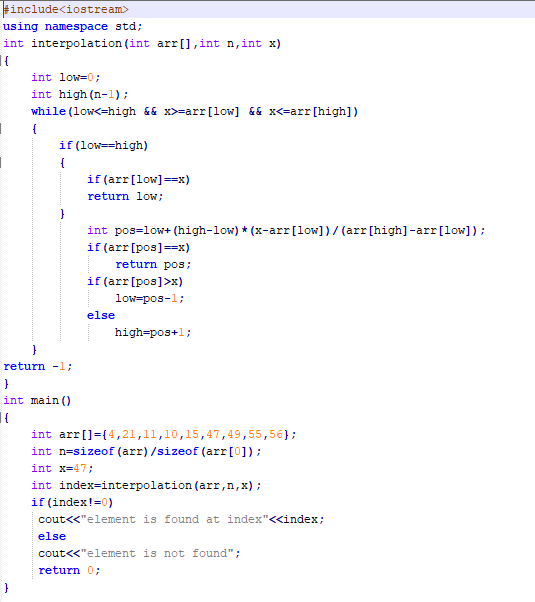 #include<iostream>
using namespace std;
int interpolation(int arr[],int n,int x)
{
int low=0;
int high(n-1);
while(low<=high && x>=arr[low] && x<=arr[high])
{
if(low==high)
{
if(arr[low]==x)
return low;
}
int pos=low+(high-low)*(x-arr[low])/(arr[high]-arr[low]);
if(arr[pos]==x)
return pos;
if(arr[pos]>x)
low=pos-1;
else
high=pos+1;
}
return -1;
}
int main()
{
int arr[]={4,21,11,10,15,47,49,55,56};
int n=sizeof(arr)/sizeof(arr[0]);
int x=47;
int index=interpolation(arr,n,x);
if(index!=0)
cout<<"element is found at index"<<index;
else
cout<<"element is not found";
return 0;
}